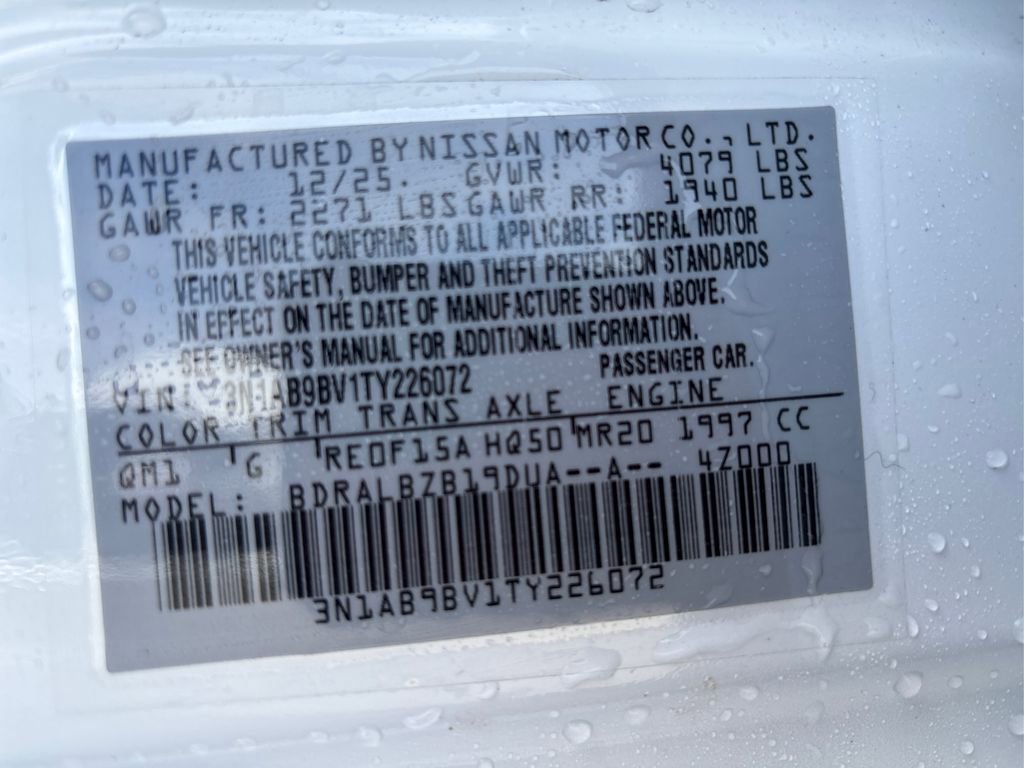 MANUFACTURED BY NISSAN MOTOR CO., LTD.
DATE: 12/25. GVWR: 4079 LBS
GAWR FR: 2271 LBS GAWR RR: 1940 LBS
THIS VEHICLE CONFORMS TO ALL APPLICABLE FEDERAL MOTOR
VEHICLE SAFETY, BUMPER AND THEFT PREVENTION STANDARDS
IN EFFECT ON THE DATE OF MANUFACTURE SHOWN ABOVE.
SEE OWNER'S MANUAL FOR ADDITIONAL INFORMATION.
VIN: 3N1AB9BV1TY226072 PASSENGER CAR.
COLOR TRIM TRANS AXLE ENGINE
QM1 G RE0F15A HQ50 MR20 1997 CC
MODEL: BDRALBZB19DUA--A-- 4Z000
3N1AB9BV1TY226072